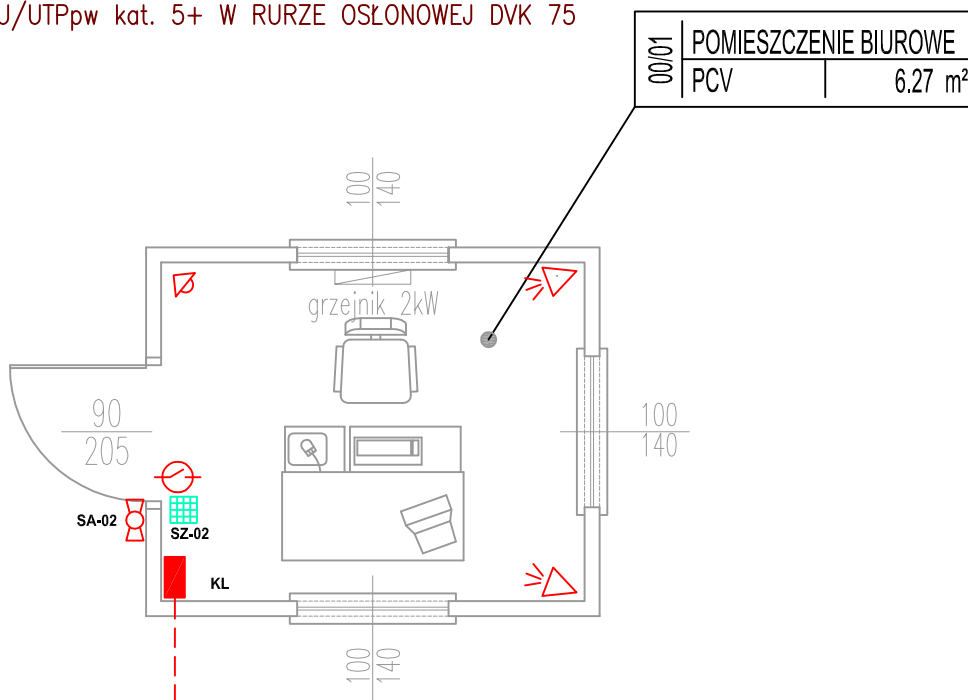 J/UTPpw kat. 5+ W RURZE OSŁONOWEJ DVK 75
00/01
POMIESZCZENIE BIUROWE
PCV 6.27 m²
100
140
grzejnik 2kW
90
205
100
140
SA-02
SZ-02
KL
100
140